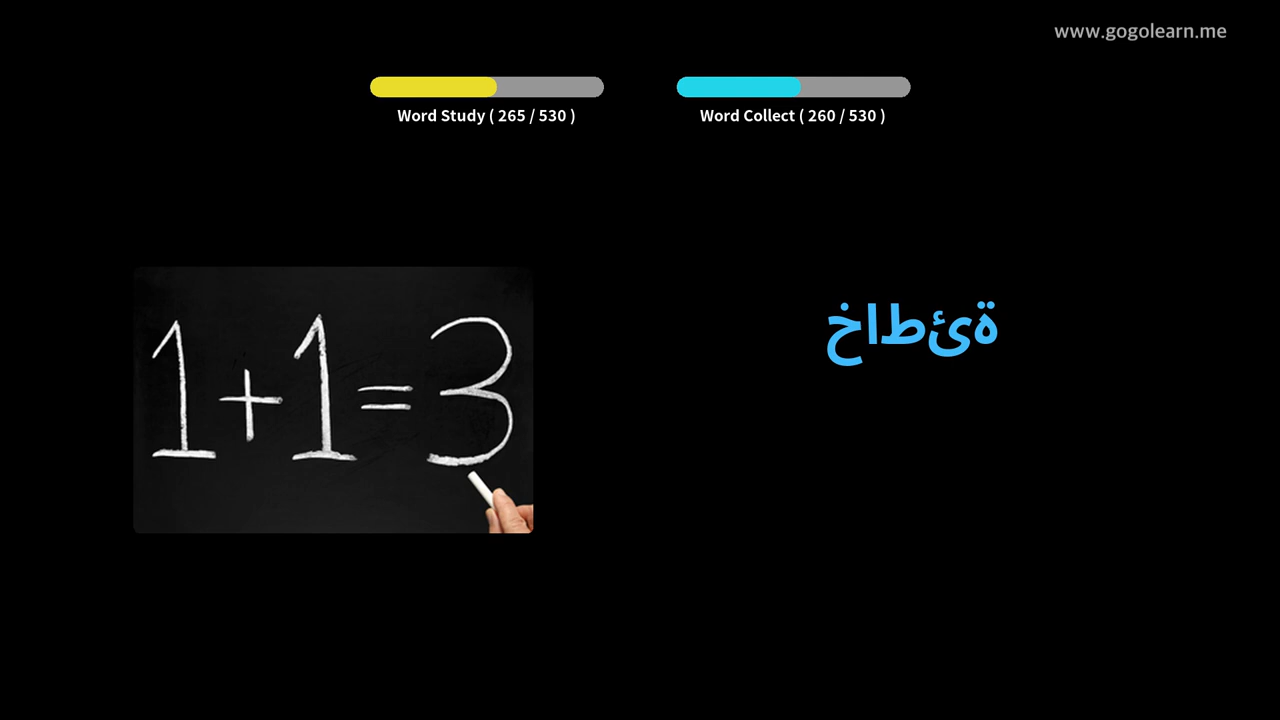 www.gogolearn.me
Word Study ( 265 / 530 )
Word Collect ( 260 / 530 )
1+1=3
خاطئة